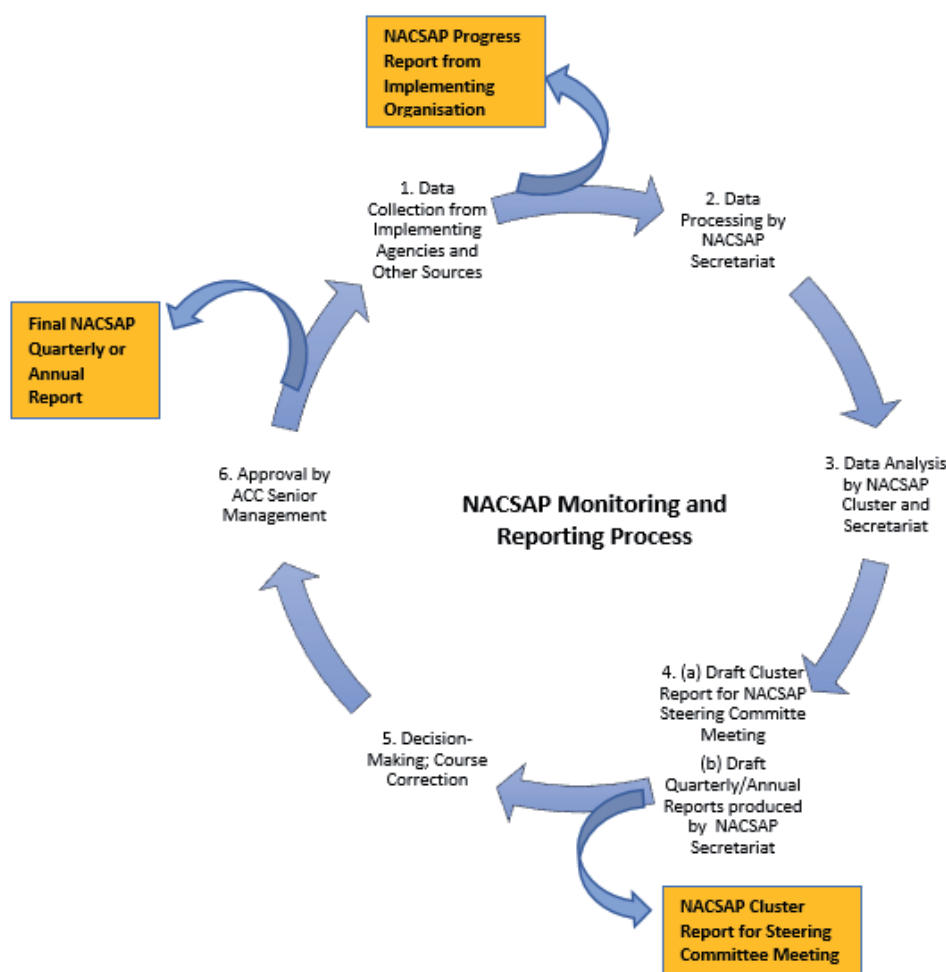 NACSAP Progress
Report from
Implementing
Organisation
1. Data
Collection from
Implementing
Agencies and
Other Sources
2. Data
Processing by
NACSAP
Secretariat
Final NACSAP
Quarterly or
Annual
Report
3. Data Analysis
by NACSAP
Cluster and
Secretariat
6. Approval by
ACC Senior
Management
NACSAP Monitoring and
Reporting Process
4. (a) Draft Cluster
Report for NACSAP
Steering Committe
Meeting
(b) Draft
Quarterly/Annual
Reports produced
by NACSAP
Secretariat
5. Decision-
Making; Course
Correction
NACSAP Cluster
Report for Steering
Committee Meeting